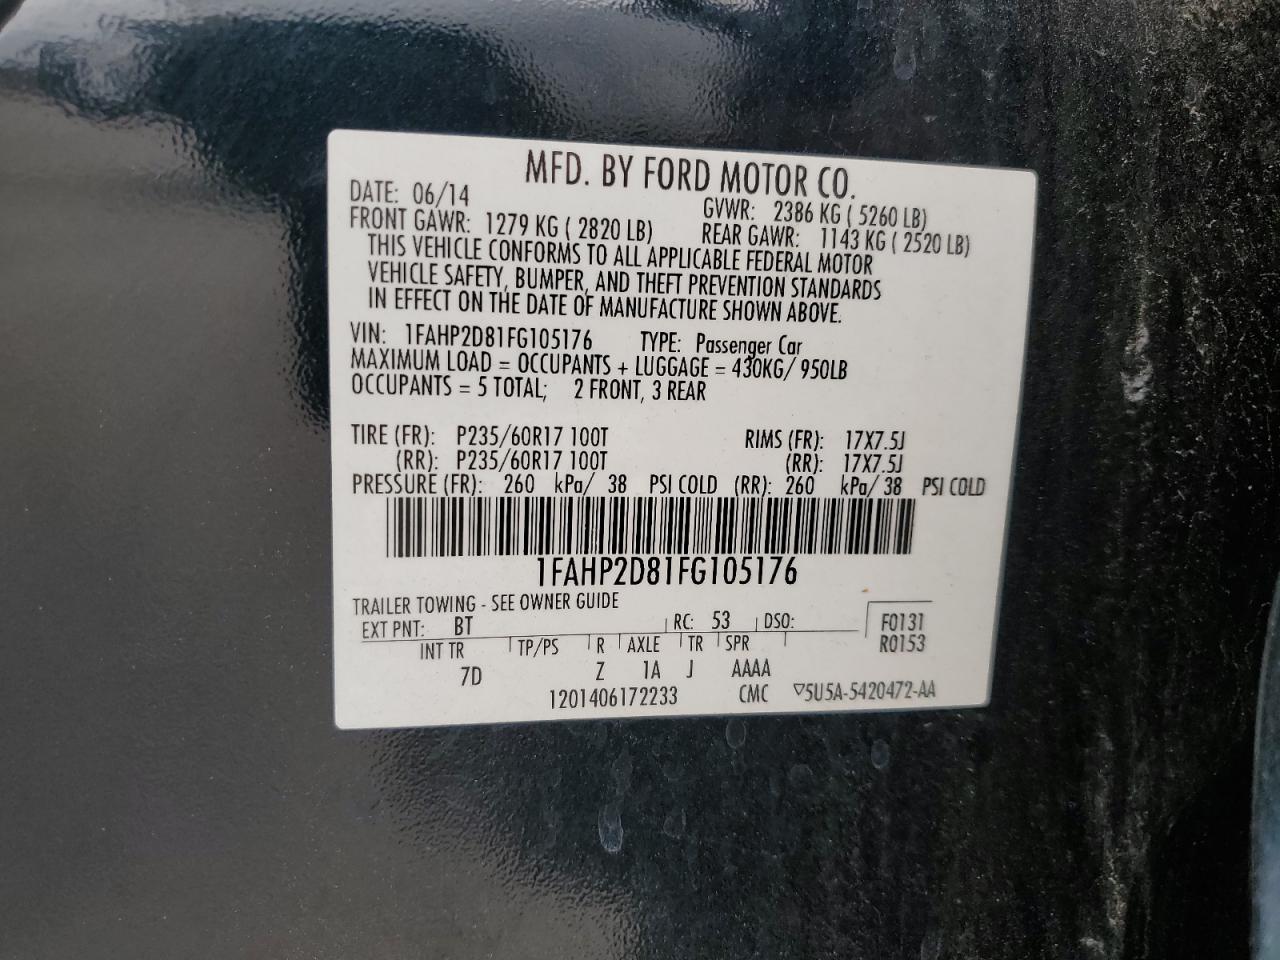 MFD. BY FORD MOTOR CO.
DATE: 06/14 GVWR: 2386 KG ( 5260 LB)
FRONT GAWR: 1279 KG ( 2820 LB) REAR GAWR: 1143 KG ( 2520 LB)
THIS VEHICLE CONFORMS TO ALL APPLICABLE FEDERAL MOTOR
VEHICLE SAFETY, BUMPER, AND THEFT PREVENTION STANDARDS
IN EFFECT ON THE DATE OF MANUFACTURE SHOWN ABOVE.
VIN: 1FAHP2D81FG105176 TYPE: Passenger Car
MAXIMUM LOAD = OCCUPANTS + LUGGAGE = 430KG/ 950LB
OCCUPANTS = 5 TOTAL; 2 FRONT, 3 REAR
TIRE (FR): P235/60R17 100T RIMS (FR): 17X7.5J
(RR): P235/60R17 100T (RR): 17X7.5J
PRESSURE (FR): 260 kPa/ 38 PSI COLD (RR): 260 kPa/ 38 PSI COLD
1FAHP2D81FG105176
TRAILER TOWING - SEE OWNER GUIDE
EXT PNT: BT RC: 53 DSO: F0131
INT TR TP/PS R AXLE TR SPR R0153
7D Z 1A J AAAA
1201406172233 CMC ▽5U5A-5420472-AA